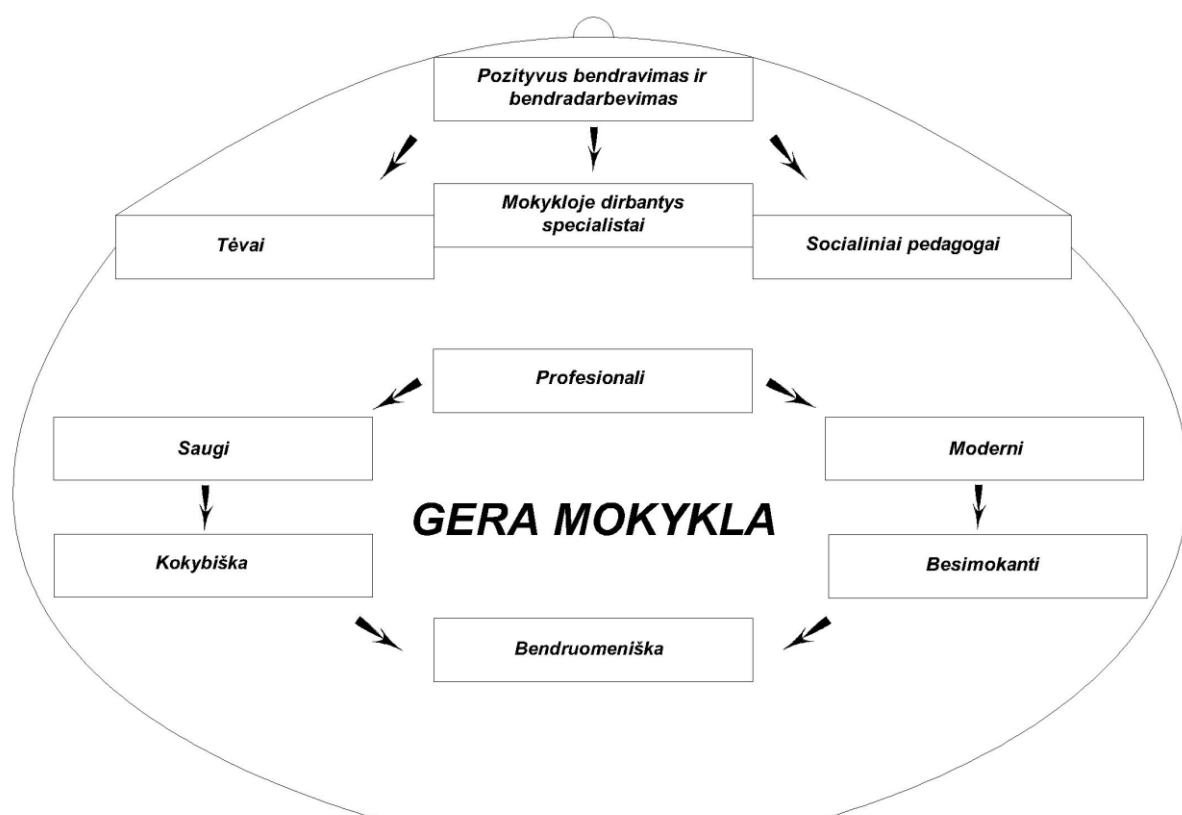 Pozityvus bendravimas ir
bendradarbevimas
Mokykloje dirbantys
specialistai
Tėvai
Socialiniai pedagogai
Profesionali
Saugi
Moderni
GERA MOKYKLA
Kokybiška
Besimokanti
Bendruomeniška